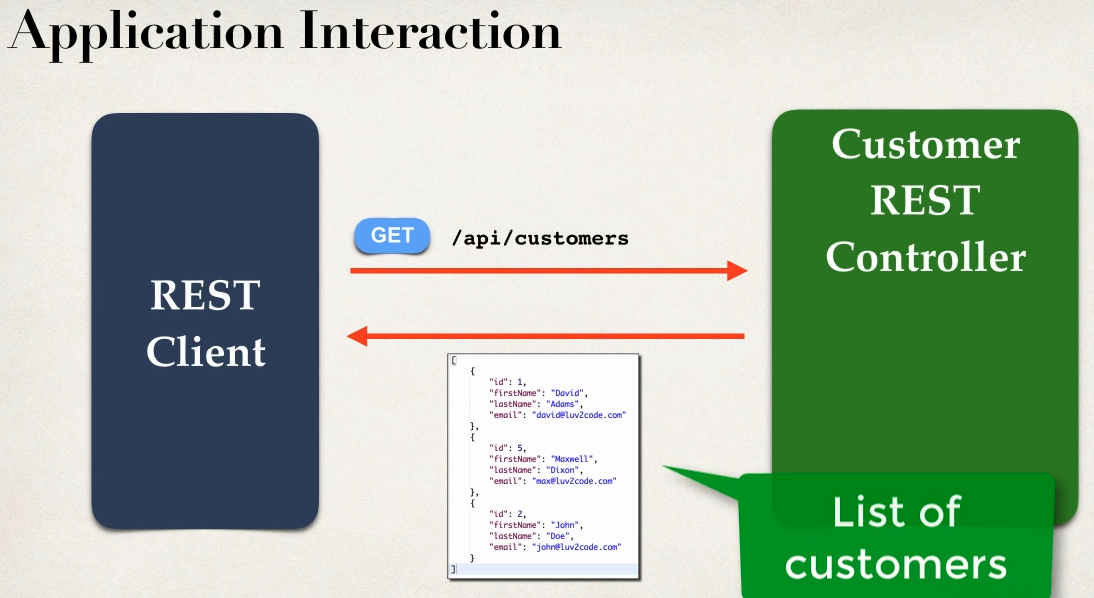 Application Interaction
REST
Client
GET /api/customers
Customer
REST
Controller
[
{
"id": 1,
"firstName": "David",
"lastName": "Adams",
"email": "david@luv2code.com"
},
{
"id": 5,
"firstName": "Maxwell",
"lastName": "Dixon",
"email": "max@luv2code.com"
},
{
"id": 2,
"firstName": "John",
"lastName": "Doe",
"email": "john@luv2code.com"
}
]
List of
customers